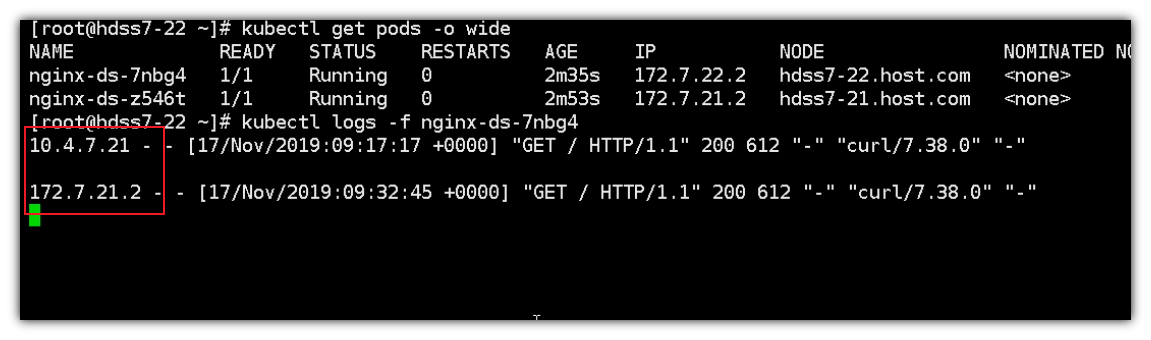 [root@hdss7-22 ~]# kubectl get pods -o wide
NAME READY STATUS RESTARTS AGE IP NODE NOMINATED NO
nginx-ds-7nbg4 1/1 Running 0 2m35s 172.7.22.2 hdss7-22.host.com <none>
nginx-ds-z546t 1/1 Running 0 2m53s 172.7.21.2 hdss7-21.host.com <none>
[root@hdss7-22 ~]# kubectl logs -f nginx-ds-7nbg4
10.4.7.21 - - [17/Nov/2019:09:17:17 +0000] "GET / HTTP/1.1" 200 612 "-" "curl/7.38.0" "-"
172.7.21.2 - - [17/Nov/2019:09:32:45 +0000] "GET / HTTP/1.1" 200 612 "-" "curl/7.38.0" "-"